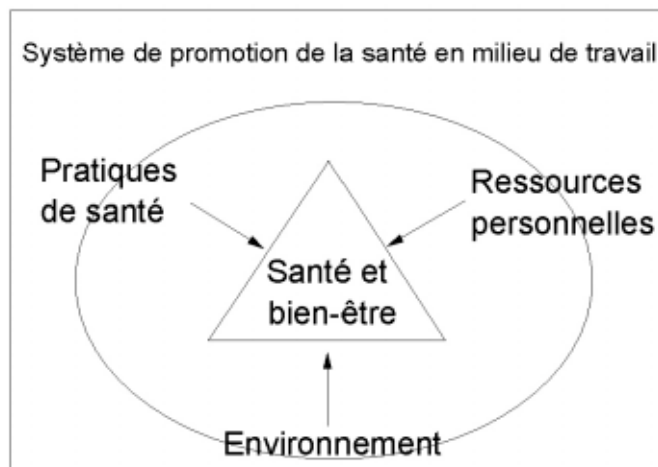 Système de promotion de la santé en milieu de travail
Pratiques
de santé
Ressources
personnelles
Santé et
bien-être
Environnement